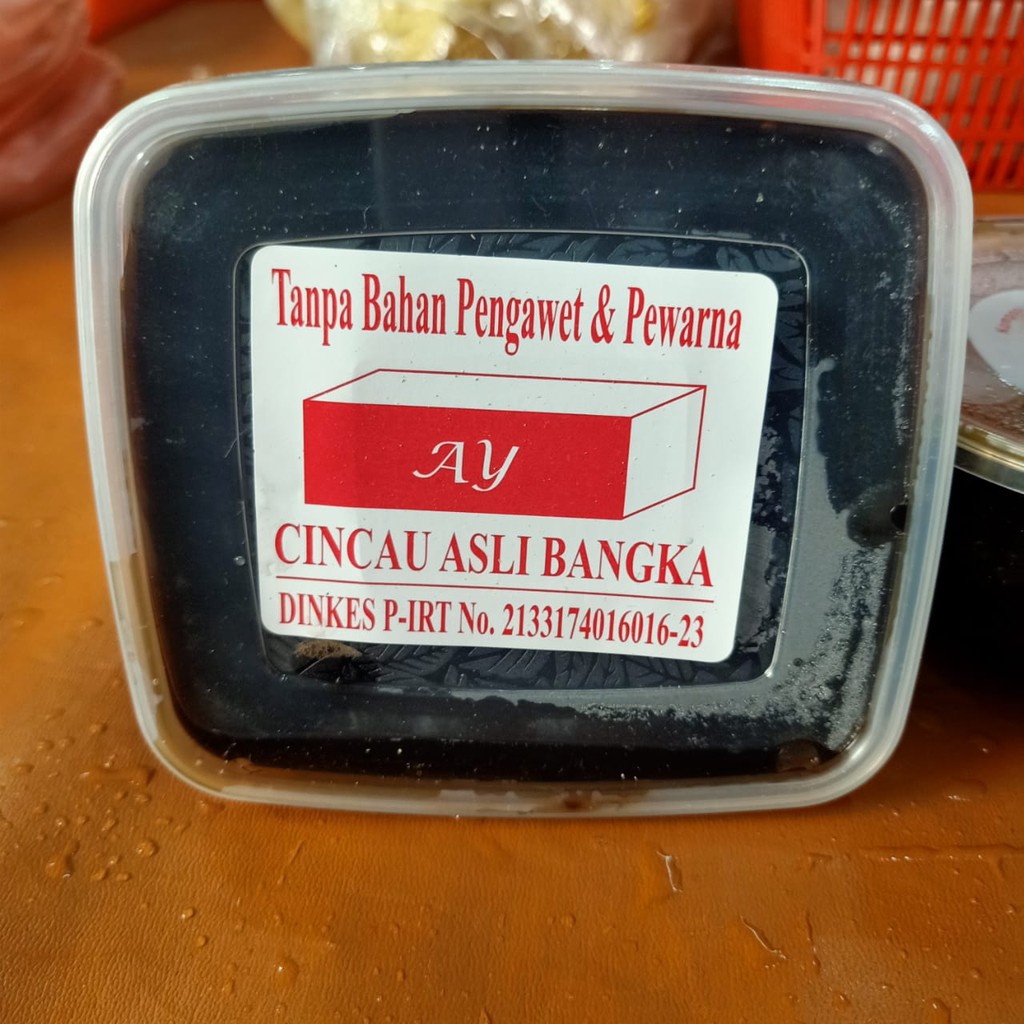 Tanpa Bahan Pengawet & Pewarna
AY
CINCAU ASLI BANGKA
DINKES P-IRT No. 2133174016016-23